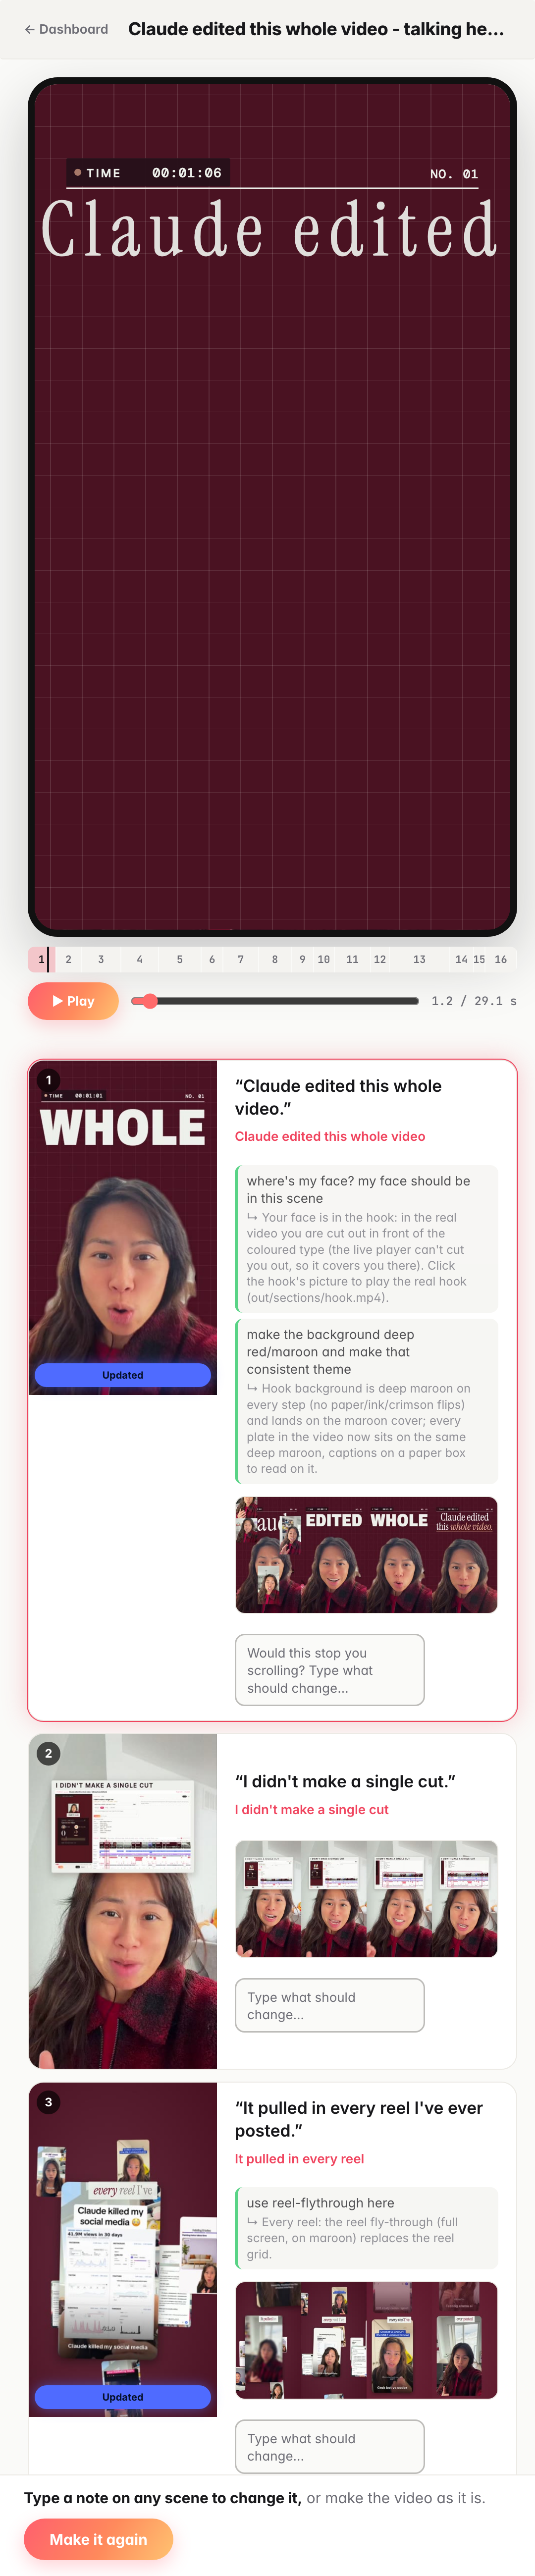 ← Dashboard
Claude edited this whole video - talking he...
TIME 00:01:06
NO. 01
Claude edited
1 2 3 4 5 6 7 8 9 10 11 12 13 14 15 16
▶ Play
1.2 / 29.1 s
1
TIME 00:01:01
NO. 01
WHOLE
Updated
“Claude edited this whole
video.”
Claude edited this whole video
where's my face? my face should be
in this scene
↳ Your face is in the hook: in the real
video you are cut out in front of the
coloured type (the live player can't cut
you out, so it covers you there). Click
the hook's picture to play the real hook
(out/sections/hook.mp4).
make the background deep
red/maroon and make that
consistent theme
↳ Hook background is deep maroon on
every step (no paper/ink/crimson flips)
and lands on the maroon cover; every
plate in the video now sits on the same
deep maroon, captions on a paper box
to read on it.
EDITED
WHOLE
Claude edited
this whole video.
Would this stop you
scrolling? Type what
should change...
2
I DIDN'T MAKE A SINGLE CUT
“I didn't make a single cut.”
I didn't make a single cut
Type what should
change...
3
every reel I've
Claude killed my
social media
41.8M views in 30 days
Claude killed my social media
Updated
“It pulled in every reel I've ever
posted.”
It pulled in every reel
use reel-flythrough here
↳ Every reel: the reel fly-through (full
screen, on maroon) replaces the reel
grid.
Type what should
change...
Type a note on any scene to change it, or make the video as it is.
Make it again